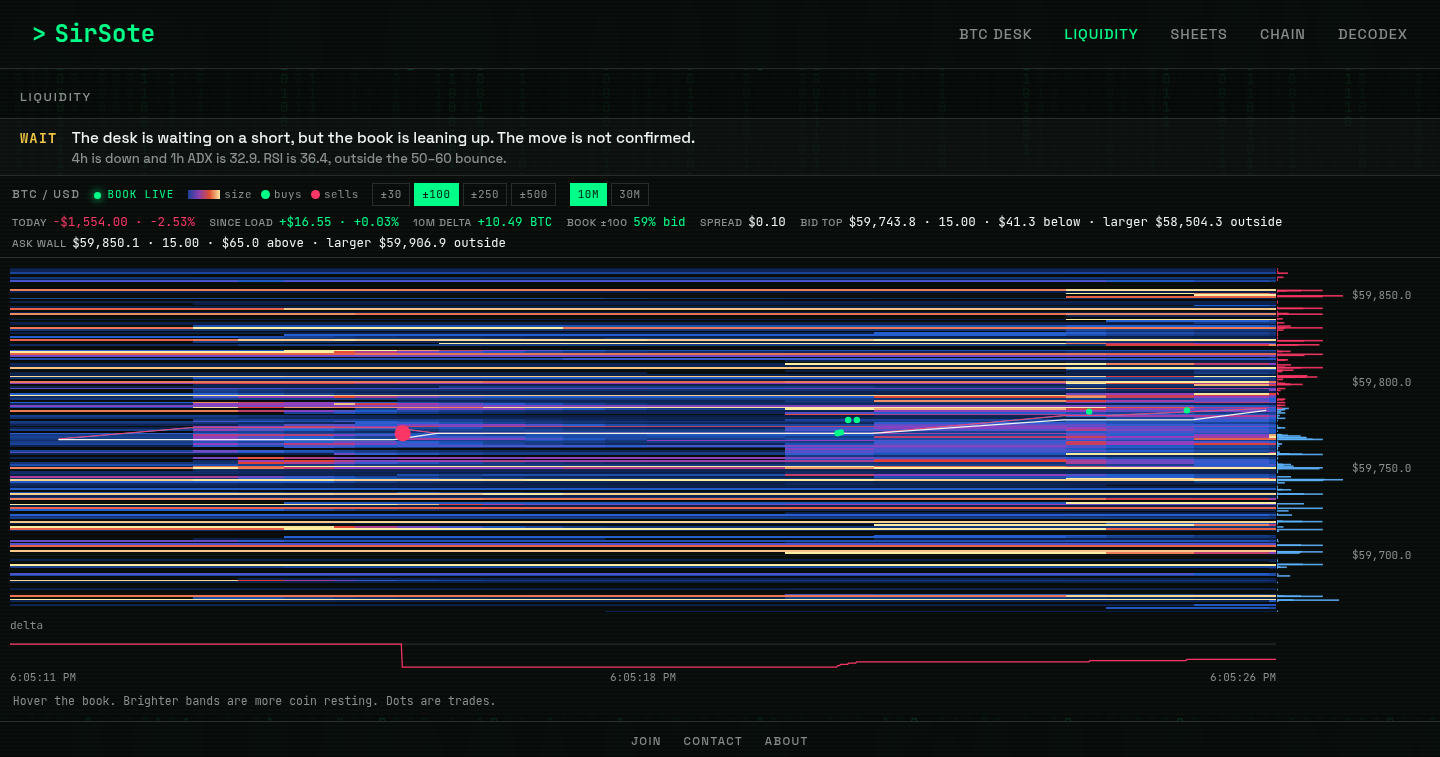 > SirSote
BTC DESK LIQUIDITY SHEETS CHAIN DECODEX
LIQUIDITY
WAIT The desk is waiting on a short, but the book is leaning up. The move is not confirmed.
4h is down and 1h ADX is 32.9. RSI is 36.4, outside the 50–60 bounce.
BTC / USD BOOK LIVE size buys sells ±30 ±100 ±250 ±500 10M 30M
TODAY -$1,554.00 · -2.53% SINCE LOAD +$16.55 · +0.03% 10M DELTA +10.49 BTC BOOK ±100 59% bid SPREAD $0.10 BID TOP $59,743.8 · 15.00 · $41.3 below · larger $58,504.3 outside
ASK WALL $59,850.1 · 15.00 · $65.0 above · larger $59,906.9 outside
$59,850.0
$59,800.0
$59,750.0
$59,700.0
delta
6:05:11 PM 6:05:18 PM 6:05:26 PM
Hover the book. Brighter bands are more coin resting. Dots are trades.
JOIN CONTACT ABOUT